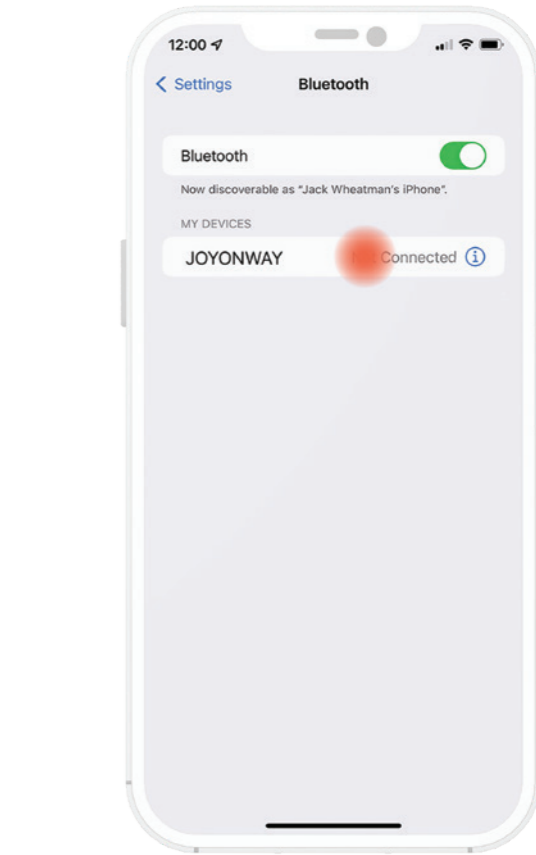 12:00
Settings
Bluetooth
Bluetooth
Now discoverable as “Jack Wheatman’s iPhone”.
MY DEVICES
JOYONWAY Connected